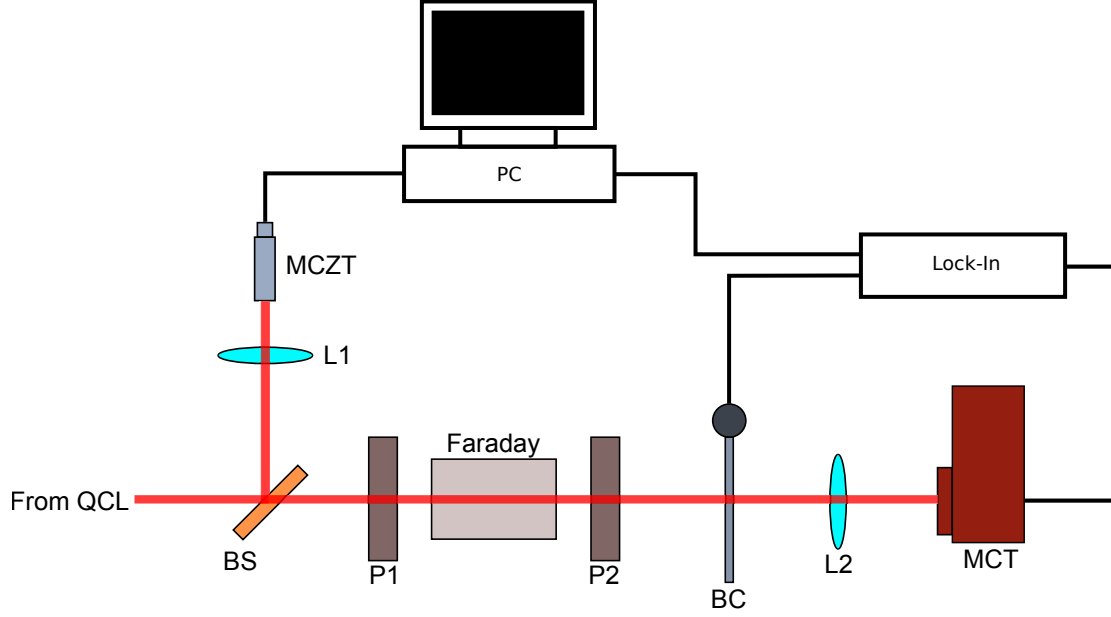 PC
MCZT
Lock-In
L1
Faraday
From QCL
BS
P1
P2
L2
MCT
BC